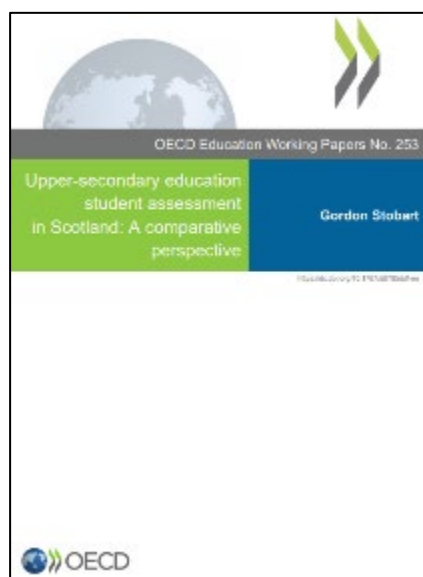 OECD Education Working Papers No. 253
Upper-secondary education
student assessment
in Scotland: A comparative
perspective
Gordon Stobart
OECD